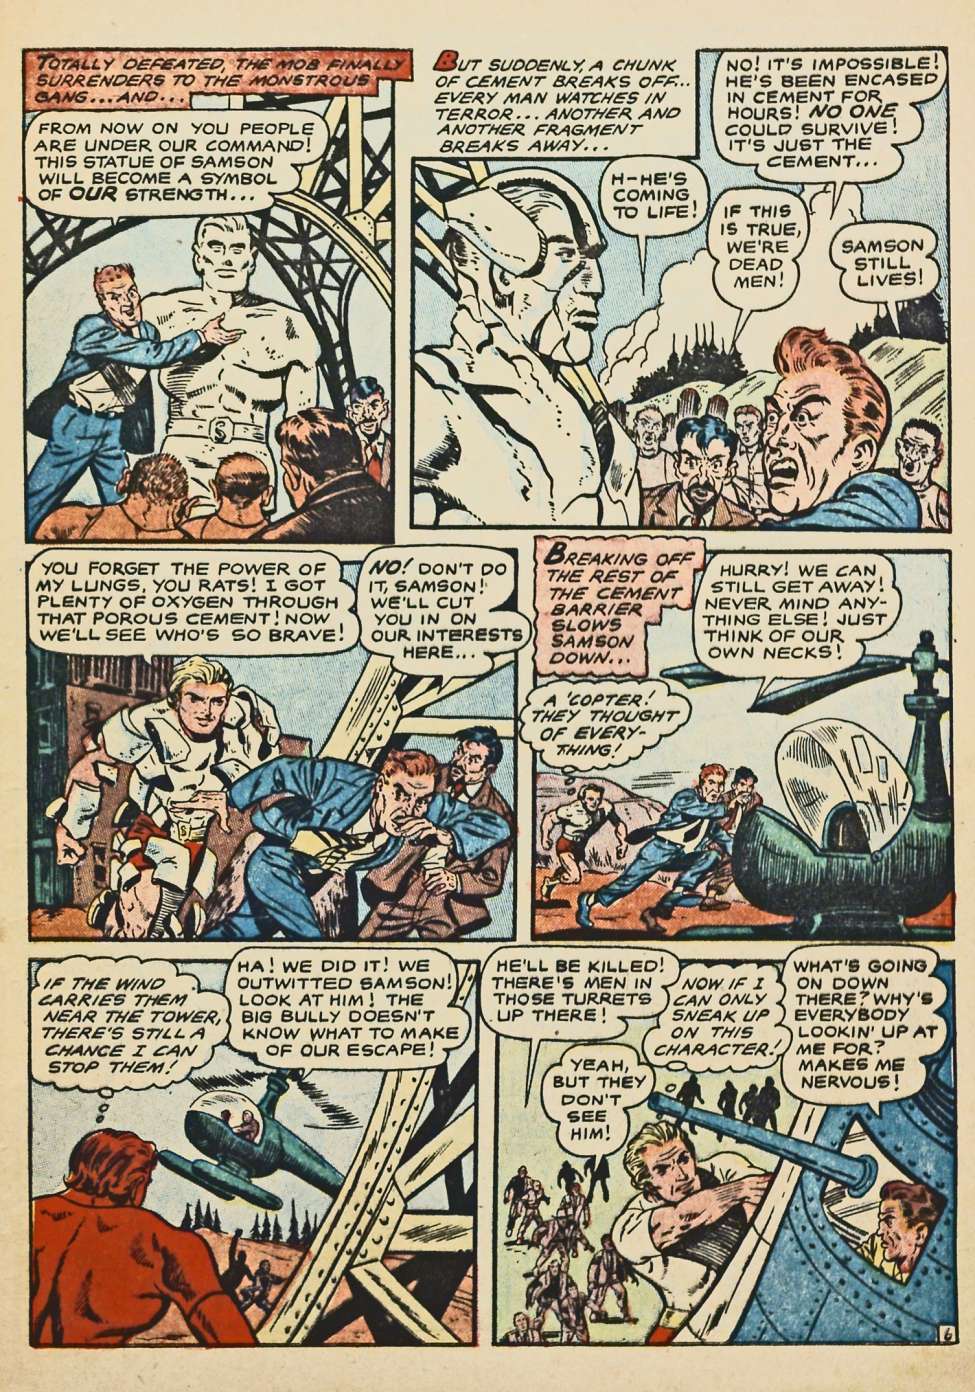 TOTALLY DEFEATED, THE MOB FINALLY
SURRENDERS TO THE MONSTROUS
GANG...AND...
FROM NOW ON YOU PEOPLE
ARE UNDER OUR COMMAND!
THIS STATUE OF SAMSON
WILL BECOME A SYMBOL
OF OUR STRENGTH...
S
BUT SUDDENLY, A CHUNK
OF CEMENT BREAKS OFF...
EVERY MAN WATCHES IN
TERROR... ANOTHER AND
ANOTHER FRAGMENT
BREAKS AWAY...
H-HE'S
COMING
TO LIFE!
IF THIS
IS TRUE,
WE'RE
DEAD
MEN!
NO! IT'S IMPOSSIBLE!
HE'S BEEN ENCASED
IN CEMENT FOR
HOURS! NO ONE
COULD SURVIVE!
IT'S JUST THE
CEMENT...
SAMSON
STILL
LIVES!
YOU FORGET THE POWER OF
MY LUNGS, YOU RATS! I GOT
PLENTY OF OXYGEN THROUGH
THAT POROUS CEMENT! NOW
WE'LL SEE WHO'S SO BRAVE!
NO! DON'T DO
IT, SAMSON!
WE'LL CUT
YOU IN ON
OUR INTERESTS
HERE...
S
BREAKING OFF
THE REST OF
THE CEMENT
BARRIER
SLOWS
SAMSON
DOWN...
HURRY! WE CAN
STILL GET AWAY!
NEVER MIND ANY-
THING ELSE! JUST
THINK OF OUR
OWN NECKS!
A 'COPTER!
THEY THOUGHT
OF EVERY-
THING!
IF THE WIND
CARRIES THEM
NEAR THE TOWER,
THERE'S STILL A
CHANCE I CAN
STOP THEM!
HA! WE DID IT! WE
OUTWITTED SAMSON!
LOOK AT HIM! THE
BIG BULLY DOESN'T
KNOW WHAT TO MAKE
OF OUR ESCAPE!
HE'LL BE KILLED!
THERE'S MEN IN
THOSE TURRETS
UP THERE!
YEAH,
BUT THEY
DON'T
SEE
HIM!
NOW IF I
CAN ONLY
SNEAK UP
ON THIS
CHARACTER!
WHAT'S GOING
ON DOWN
THERE? WHY'S
EVERYBODY
LOOKIN' UP AT
ME FOR?
MAKES ME
NERVOUS!
6